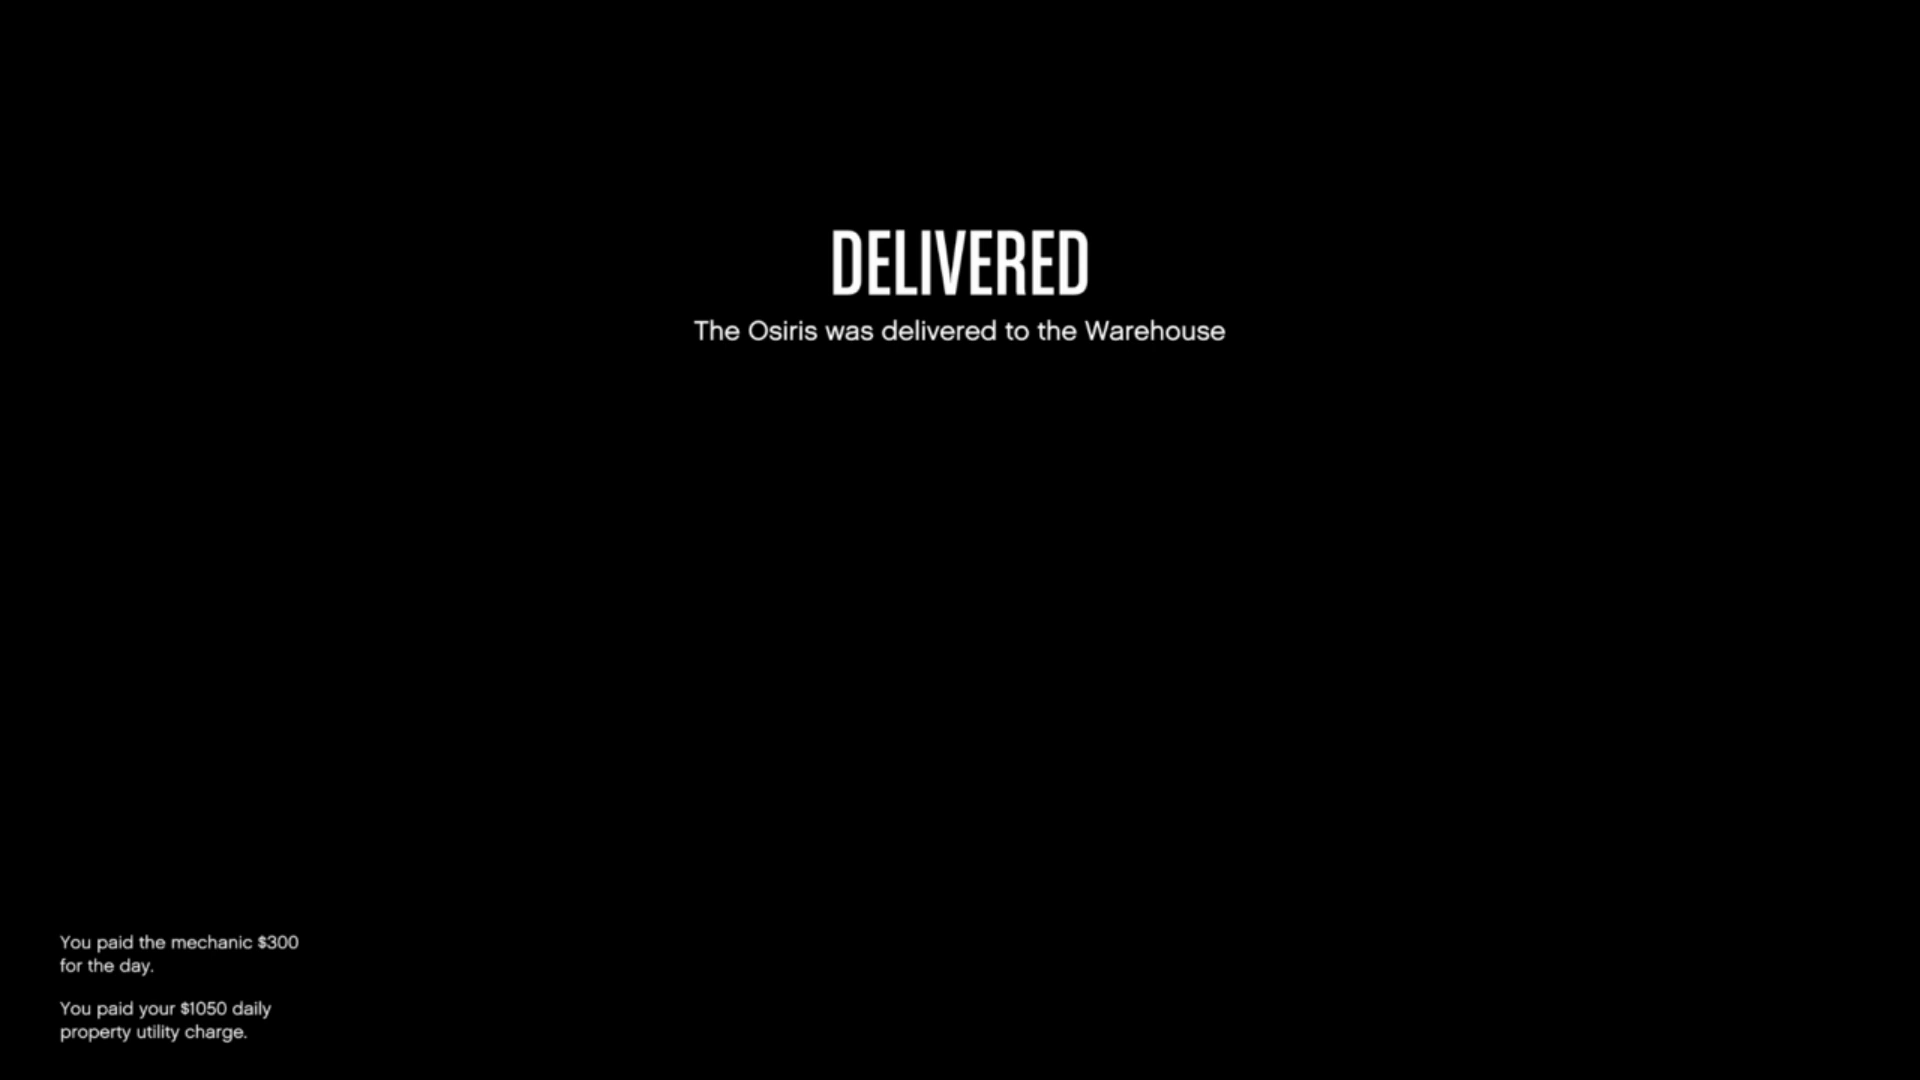 DELIVERED
The Osiris was delivered to the Warehouse
You paid the mechanic $300
for the day.
You paid your $1050 daily
property utility charge.